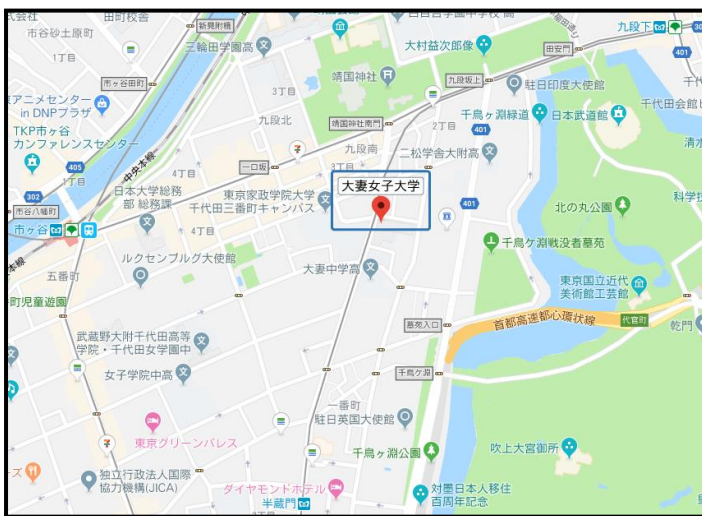 田町校舎
市谷砂土原町
新見附橋
1丁目
三輪田学園高
大村益次郎像
九段下
田安門
401
市ヶ谷田町
靖国神社
九段坂上
駐日印度大使館
3丁目
アニメセンター
in DNPプラザ
九段北
靖国神社南門
2丁目
401
千鳥ヶ淵緑道
日本武道館
千代田会館
TKP市ヶ谷
カンファレンスセンター
中央本線
九段南
3丁目
二松学舎大附高
405
1丁目
4丁目
一口坂
302
日本大学総務
部 総務課
東京家政学院大学
千代田三番町キャンパス
大妻女子大学
401
北の丸公園
科学技
市谷八幡町
市ヶ谷
4丁目
千鳥ヶ淵戦没者墓苑
ルクセンブルグ大使館
大妻中学高
東京国立近代
美術館工芸館
五番町
町児童遊園
首都高速都心環状線
代官町
乾門
墓苑入口
武蔵野大附千代田高等
学院・千代田女学園中
女子学院中高
千鳥ケ淵
一番町
駐日英国大使館
東京グリーンパレス
千鳥ヶ淵公園
吹上大宮御所
独立行政法人国際
協力機構(JICA)
ダイヤモンドホテル
対墨日本人移住
百周年記念
半蔵門